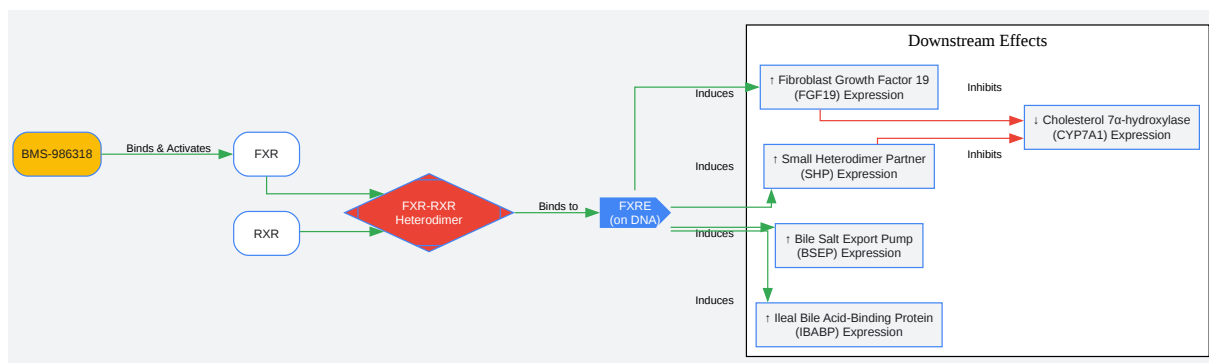 Downstream Effects
BMS-986318
Binds & Activates
FXR
RXR
FXR-RXR
Heterodimer
Binds to
FXRE
(on DNA)
Induces
↑ Fibroblast Growth Factor 19
(FGF19) Expression
Inhibits
Induces
↑ Small Heterodimer Partner
(SHP) Expression
Inhibits
↓ Cholesterol 7α-hydroxylase
(CYP7A1) Expression
Induces
↑ Bile Salt Export Pump
(BSEP) Expression
Induces
↑ Ileal Bile Acid-Binding Protein
(IBABP) Expression